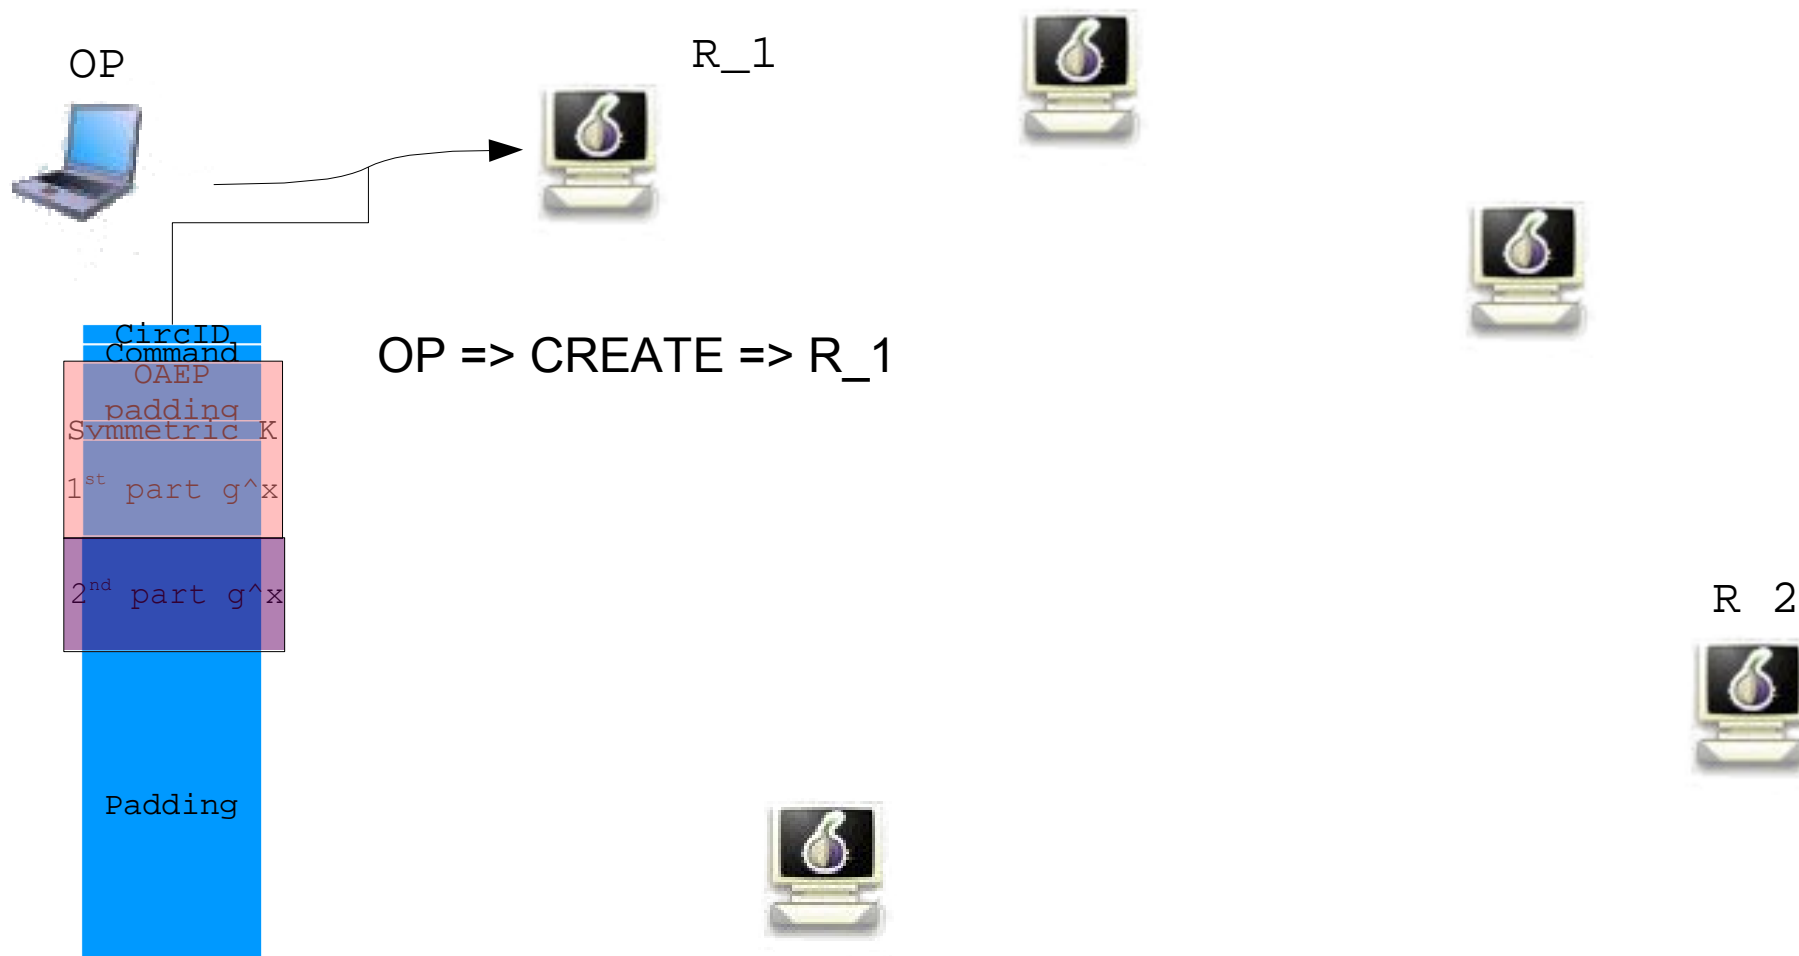 OP
R_1
CircID,
Command
OAEP
padding
Symmetric K
1st part g^x
2nd part g^x
Padding
OP => CREATE => R_1
R 2